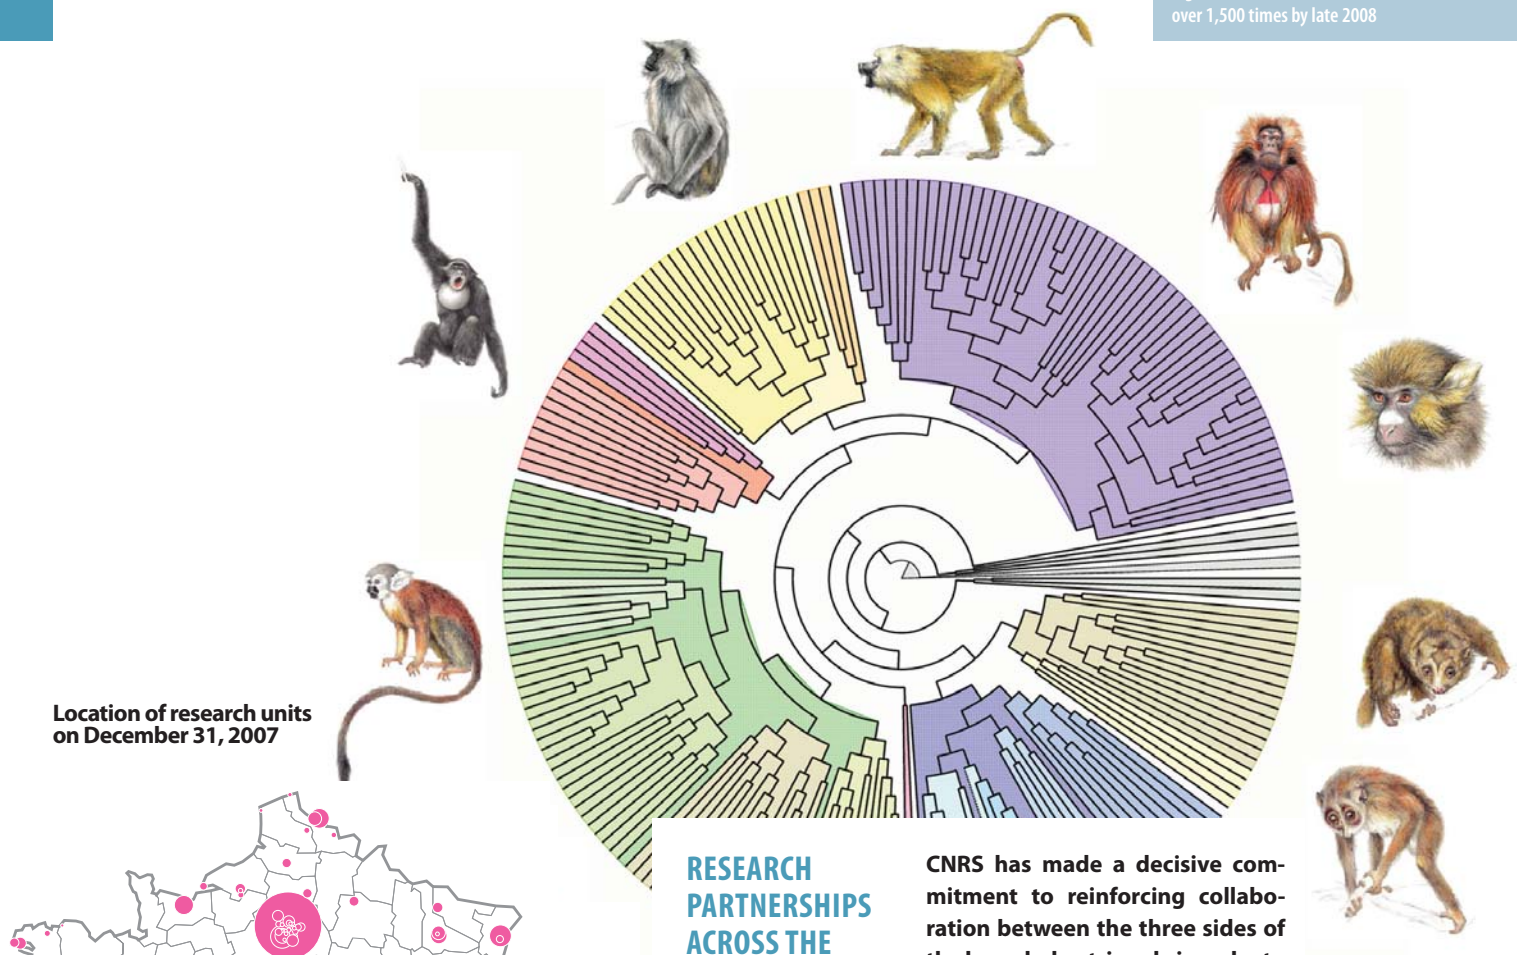 over 1,500 times by late 2008
Location of research units
on December 31, 2007
RESEARCH
PARTNERSHIPS
ACROSS THE
CNRS has made a decisive com-
mitment to reinforcing collabo-
ration between the three sides of